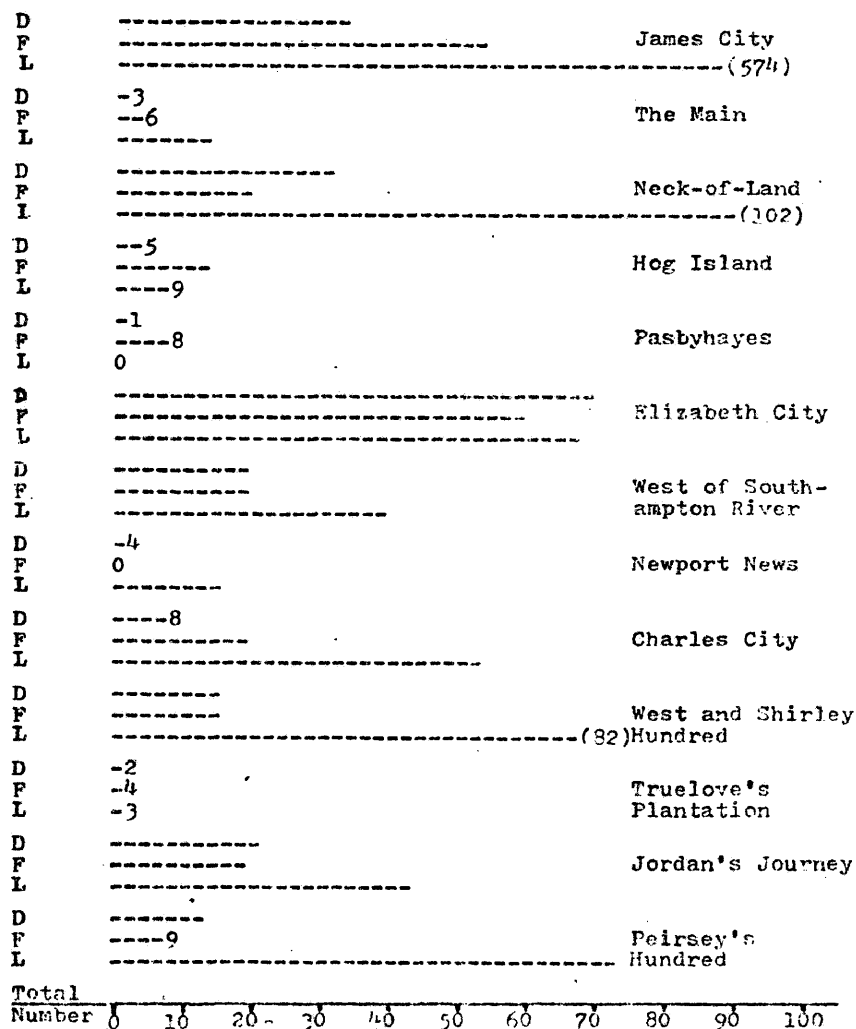 D ----------------------------------
F ------------------------------------------------ James City
L ------------------------------------------------------------(574)
D -3
F --6 The Main
L ---------
D --------------------------------
F -------------------- Neck-of-Land
L ------------------------------------------------------------(102)
D --5
F --------- Hog Island
L ----9
D -1
F ----8 Pasbyhayes
L 0
D ------------------------------------------------
F ------------------------------------------ Elizabeth City
L ----------------------------------------------
D --------------
F -------------- West of South-
L ---------------------------- ampton River
D -4
F 0 Newport News
L -----------
D ----8
F -------------- Charles City
L --------------------------------------
D -----------
F ----------- West and Shirley
L ------------------------------------------------(82)Hundred
D -2
F -4 Truelove's
L -3 Plantation
D ---------------
F -------------- Jordan's Journey
L ------------------------------
D ---------
F ----9 Peirsey's
L -------------------------------------------------- Hundred
Total
Number 0 10 20 30 40 50 60 70 80 90 100